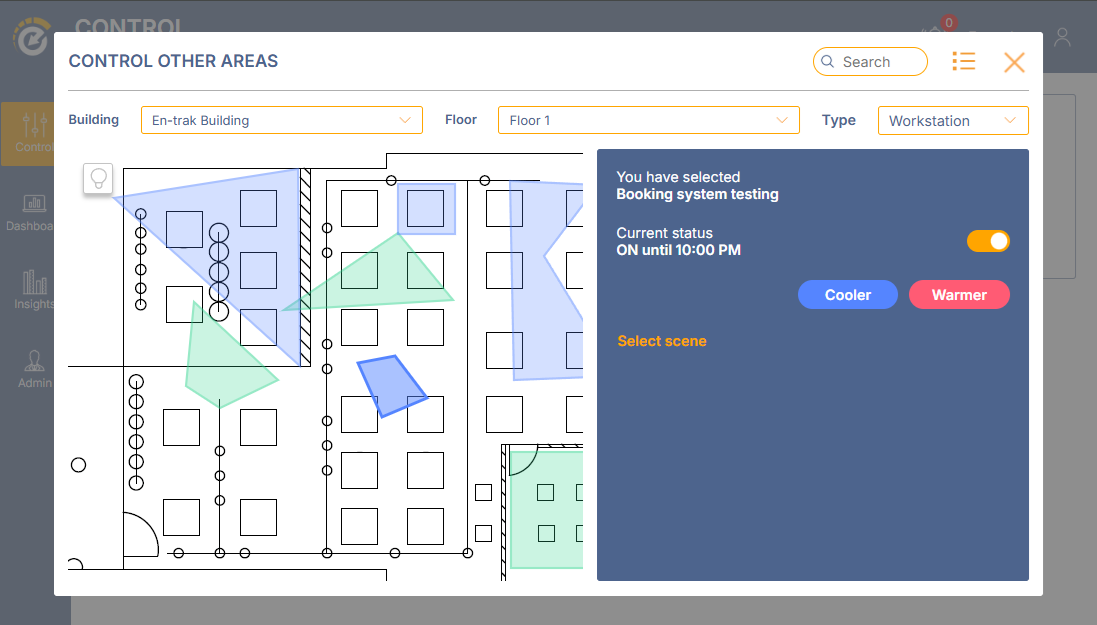 CONTROL
0
CONTROL OTHER AREAS
Search
Building
En-trak Building
Floor
Floor 1
Type
Workstation
Control
Dashboa
Insights
Admin
You have selected
Booking system testing
Current status
ON until 10:00 PM
Cooler
Warmer
Select scene